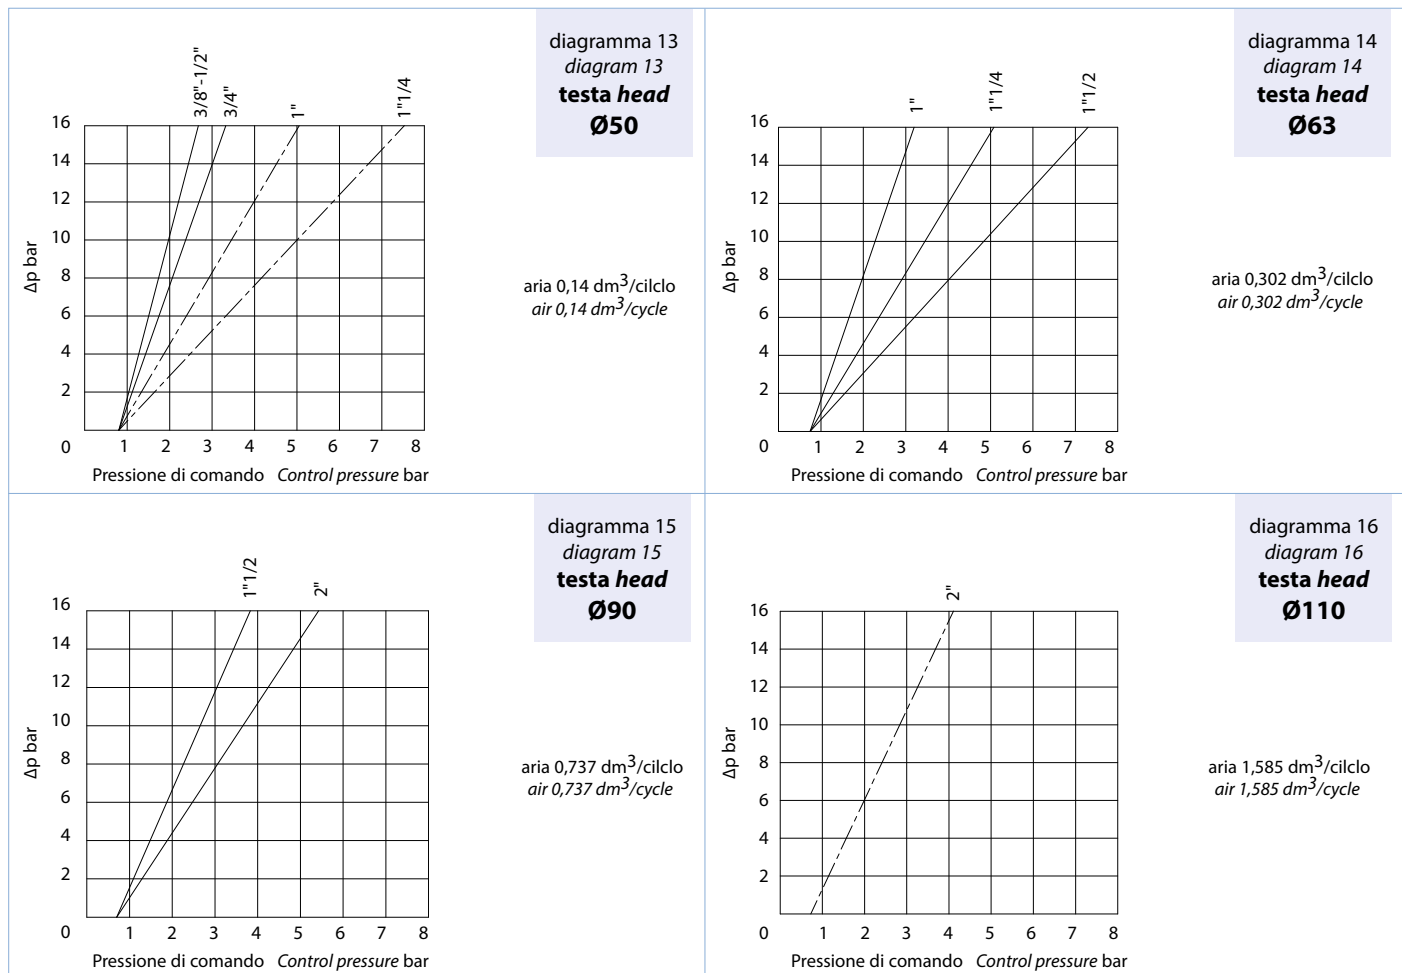 diagramma 13
diagram 13
testa head
Ø50
3/8"-1/2"
3/4"
1"
1"1/4
16
14
12
10
8
6
4
2
0
1 2 3 4 5 6 7 8
Δp bar
Pressione di comando Control pressure bar
aria 0,14 dm³/cilclo
air 0,14 dm³/cycle
diagramma 14
diagram 14
testa head
Ø63
1"
1"1/4
1"1/2
16
14
12
10
8
6
4
2
0
1 2 3 4 5 6 7 8
Δp bar
Pressione di comando Control pressure bar
aria 0,302 dm³/cilclo
air 0,302 dm³/cycle
diagramma 15
diagram 15
testa head
Ø90
1"1/2
2"
16
14
12
10
8
6
4
2
0
1 2 3 4 5 6 7 8
Δp bar
Pressione di comando Control pressure bar
aria 0,737 dm³/cilclo
air 0,737 dm³/cycle
diagramma 16
diagram 16
testa head
Ø110
2"
16
14
12
10
8
6
4
2
0
1 2 3 4 5 6 7 8
Δp bar
Pressione di comando Control pressure bar
aria 1,585 dm³/cilclo
air 1,585 dm³/cycle